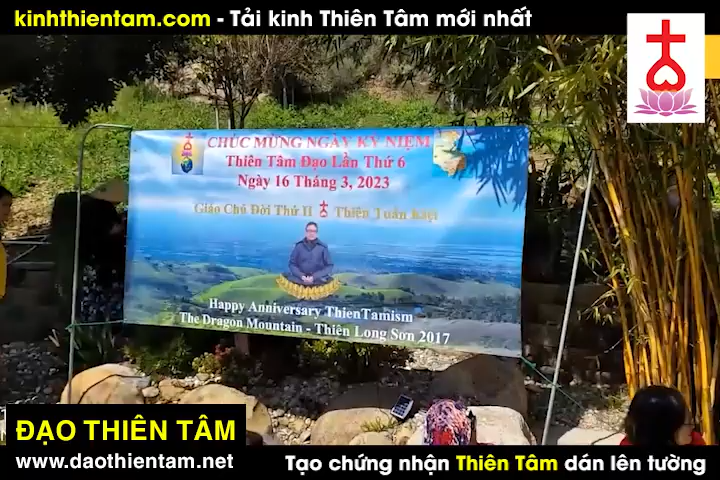 kinhthientam.com - Tải kinh Thiên Tâm mới nhất
CHÚC MỪNG NGÀY KỶ NIỆM
Thiên Tâm Đạo Lần Thứ 6
Ngày 16 Tháng 3, 2023
Giáo Chủ Đời Thứ II Thiên Tuấn Kiệt
Happy Anniversary ThienTamism
The Dragon Mountain - Thiên Long Sơn 2017
ĐẠO THIÊN TÂM
www.daothientam.net
Tạo chứng nhận Thiên Tâm dán lên tường